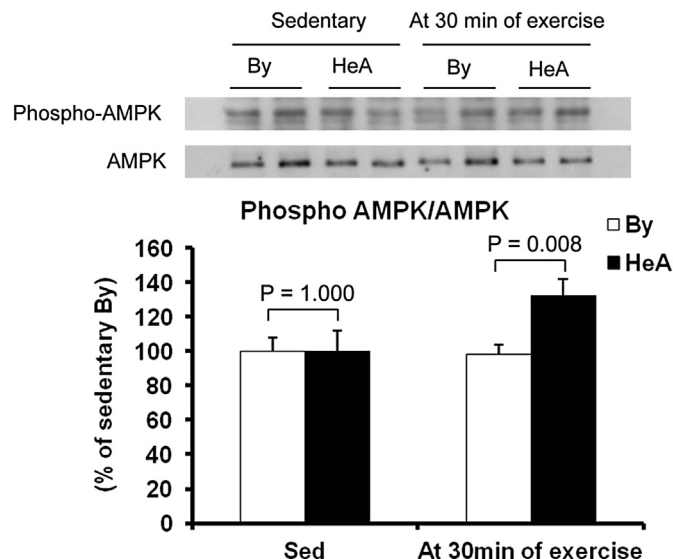 Sedentary At 30 min of exercise
By HeA By HeA
Phospho-AMPK
AMPK
Phospho AMPK/AMPK
By
HeA
P = 0.008
P = 1.000
(% of sedentary By)
160
140
120
100
80
60
40
20
0
Sed At 30min of exercise